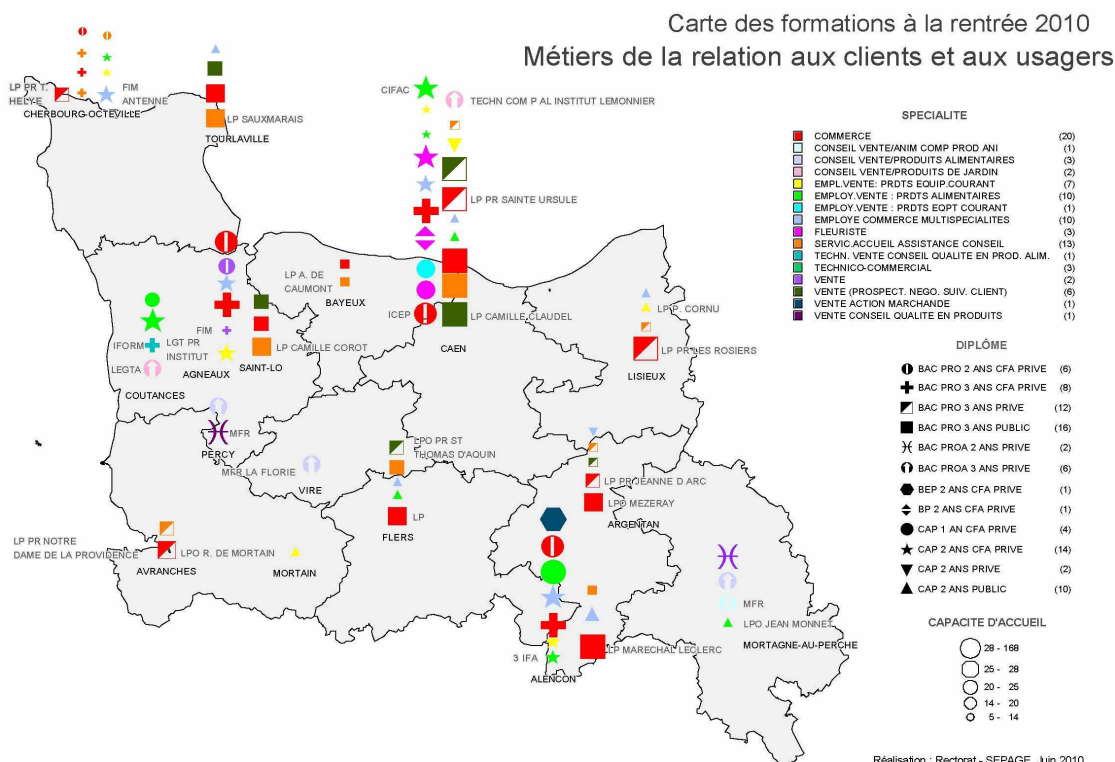 Carte des formations à la rentrée 2010
Métiers de la relation aux clients et aux usagers
LP PR T.
HELYE
FIM
ANTENNE
CHERBOURG-OCTEVILLE
LP SAUXMARAIS
TOURLAVILLE
CIFAC
TECHN COM P AL INSTITUT LEMONNIER
LP PR SAINTE URSULE
LP A. DE
CAUMONT
BAYEUX
ICEP
LP CAMILLE CLAUDEL
CAEN
LP P. CORNU
LP PR LES ROSIERS
LISIEUX
IFORM
LGT PR
INSTITUT
FIM
LP CAMILLE COROT
LEGTA
AGNEAUX
SAINT-LO
COUTANCES
MFR
PERCY
MFR LA FLORIE
VIRE
LPO PR ST
THOMAS D'AQUIN
LP
FLERS
LP PR JEANNE D ARC
LPO MEZERAY
ARGENTAN
LP PR NOTRE
DAME DE LA PROVIDENCE
LPO R. DE MORTAIN
AVRANCHES
MORTAIN
MFR
LPO JEAN MONNET
MORTAGNE-AU-PERCHE
3 IFA
LP MARECHAL LECLERC
ALENCON
SPECIALITE
COMMERCE (20)
CONSEIL VENTE/ANIM COMP PROD ANI (1)
CONSEIL VENTE/PRODUITS ALIMENTAIRES (3)
CONSEIL VENTE/PRODUITS DE JARDIN (2)
EMPL.VENTE: PRDTS EQUIP.COURANT (7)
EMPLOY.VENTE : PRDTS ALIMENTAIRES (10)
EMPLOY.VENTE : PRDTS EQPT COURANT (1)
EMPLOYE COMMERCE MULTISPECIALITES (10)
FLEURISTE (3)
SERVIC.ACCUEIL ASSISTANCE CONSEIL (13)
TECHN. VENTE CONSEIL QUALITE EN PROD. ALIM. (1)
TECHNICO-COMMERCIAL (3)
VENTE (2)
VENTE (PROSPECT. NEGO. SUIV. CLIENT) (6)
VENTE ACTION MARCHANDE (1)
VENTE CONSEIL QUALITE EN PRODUITS (1)
DIPLÔME
BAC PRO 2 ANS CFA PRIVE (6)
BAC PRO 3 ANS CFA PRIVE (8)
BAC PRO 3 ANS PRIVE (12)
BAC PRO 3 ANS PUBLIC (16)
BAC PROA 2 ANS PRIVE (2)
BAC PROA 3 ANS PRIVE (6)
BEP 2 ANS CFA PRIVE (1)
BP 2 ANS CFA PRIVE (1)
CAP 1 AN CFA PRIVE (4)
CAP 2 ANS CFA PRIVE (14)
CAP 2 ANS PRIVE (2)
CAP 2 ANS PUBLIC (10)
CAPACITE D'ACCUEIL
28 - 168
25 - 28
20 - 25
14 - 20
5 - 14
Réalisation : Rectorat - SEPAGE, Juin 2010